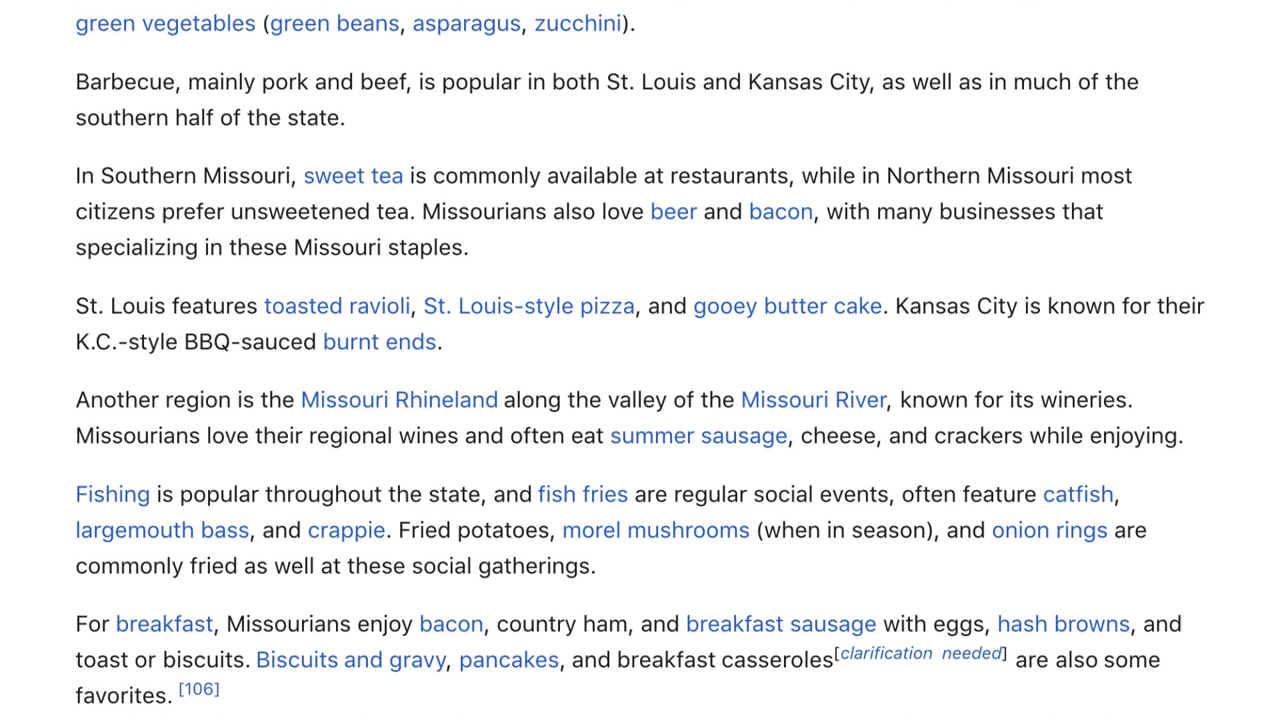 green vegetables (green beans, asparagus, zucchini).
Barbecue, mainly pork and beef, is popular in both St. Louis and Kansas City, as well as in much of the
southern half of the state.
In Southern Missouri, sweet tea is commonly available at restaurants, while in Northern Missouri most
citizens prefer unsweetened tea. Missourians also love beer and bacon, with many businesses that
specializing in these Missouri staples.
St. Louis features toasted ravioli, St. Louis-style pizza, and gooey butter cake. Kansas City is known for their
K.C.-style BBQ-sauced burnt ends.
Another region is the Missouri Rhineland along the valley of the Missouri River, known for its wineries.
Missourians love their regional wines and often eat summer sausage, cheese, and crackers while enjoying.
Fishing is popular throughout the state, and fish fries are regular social events, often feature catfish,
largemouth bass, and crappie. Fried potatoes, morel mushrooms (when in season), and onion rings are
commonly fried as well at these social gatherings.
For breakfast, Missourians enjoy bacon, country ham, and breakfast sausage with eggs, hash browns, and
toast or biscuits. Biscuits and gravy, pancakes, and breakfast casseroles[clarification needed] are also some
favorites. [106]